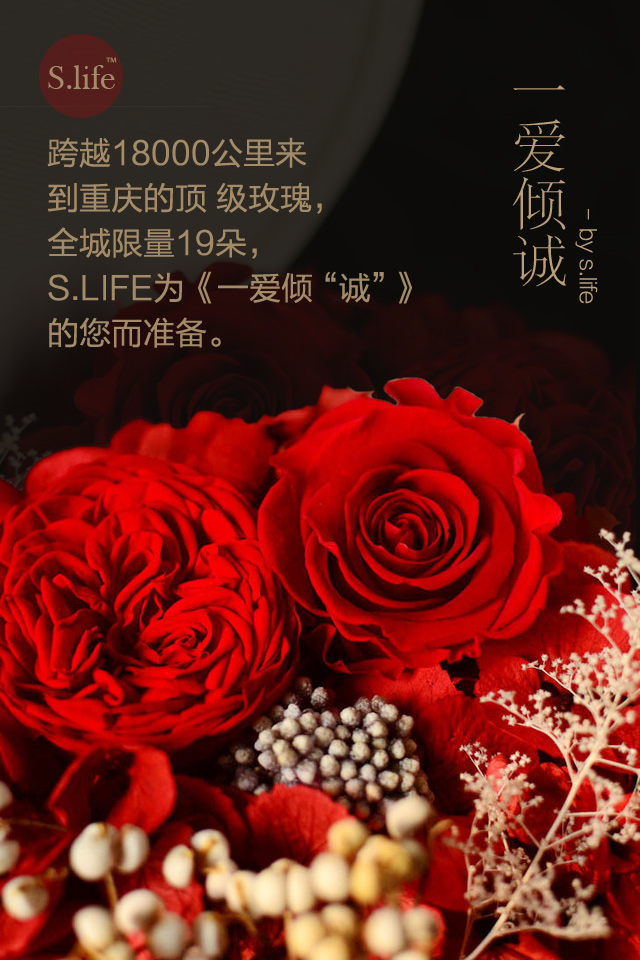 S.life™
跨越18000公里来
到重庆的顶 级玫瑰，
全城限量19朵，
S.LIFE为《一爱倾“诚”》
的您而准备。
一爱倾诚
– by s.life